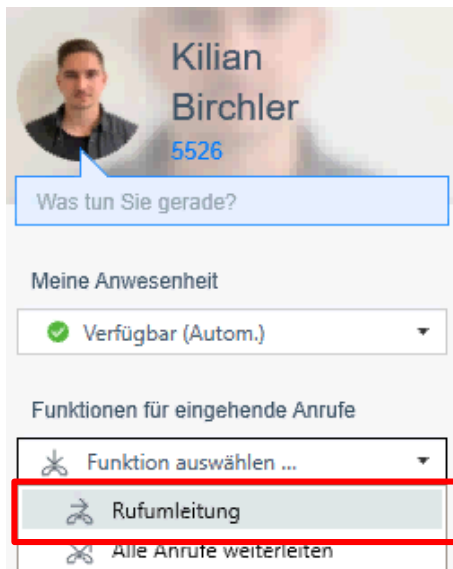 Kilian
Birchler
5526
Was tun Sie gerade?
Meine Anwesenheit
Verfügbar (Autom.)
Funktionen für eingehende Anrufe
Funktion auswählen ...
Rufumleitung
Alle Anrufe weiterleiten